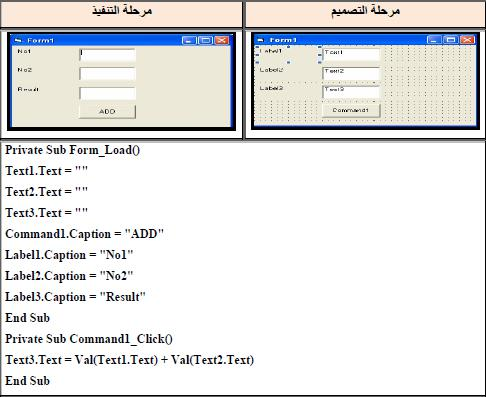 مرحلة التصميم
مرحلة التنفيذ
Form1
Label1 Text1
Label2 Text2
Label3 Text3
Command1
Form1
No1
No2
Result
ADD
Private Sub Form_Load()
Text1.Text = ""
Text2.Text = ""
Text3.Text = ""
Command1.Caption = "ADD"
Label1.Caption = "No1"
Label2.Caption = "No2"
Label3.Caption = "Result"
End Sub
Private Sub Command1_Click()
Text3.Text = Val(Text1.Text) + Val(Text2.Text)
End Sub